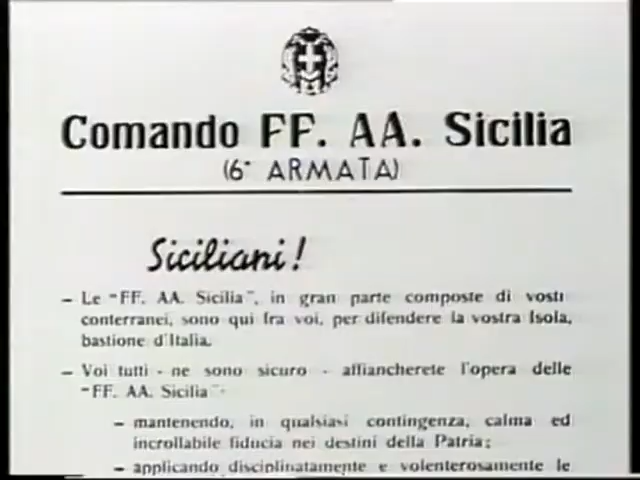 Comando FF. AA. Sicilia
(6ª ARMATA)
Siciliani!
– Le "FF. AA. Sicilia", in gran parte composte di vosti
conterranei, sono qui fra voi, per difendere la vostra Isola,
bastione d'Italia.
– Voi tutti - ne sono sicuro - affiancherete l'opera delle
"FF. AA. Sicilia"-
– mantenendo, in qualsiasi contingenza, calma ed
incrollabile fiducia nei destini della Patria;
– applicando disciplinatamente e volenterosamente le